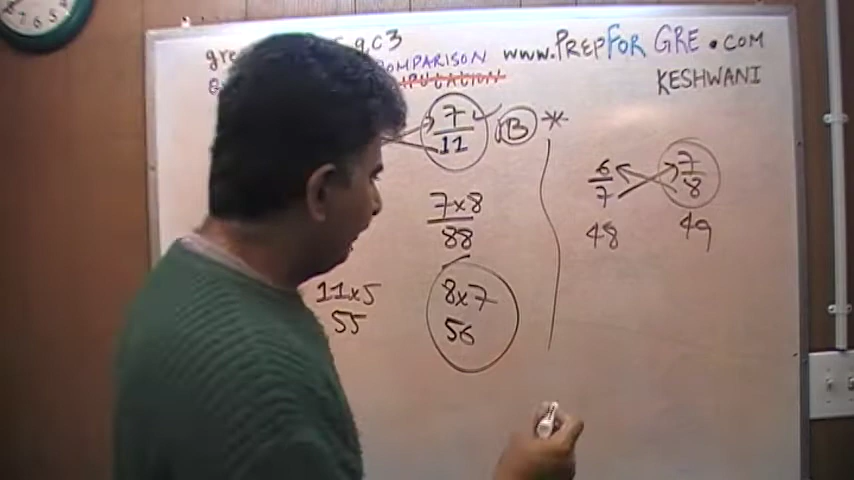 gre gc3 www.PREPFOR GRE.COM
COMPARISON KESHWANI
7 B *
11
6 7
7 8
7x8
88 48 49
11x5 8x7
55 56